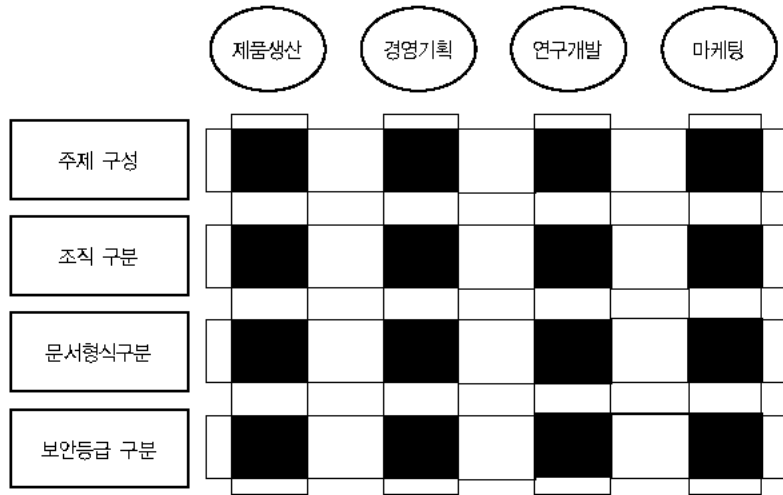 제품생산 경영기획 연구개발 마케팅
주제 구성
조직 구분
문서형식구분
보안등급 구분